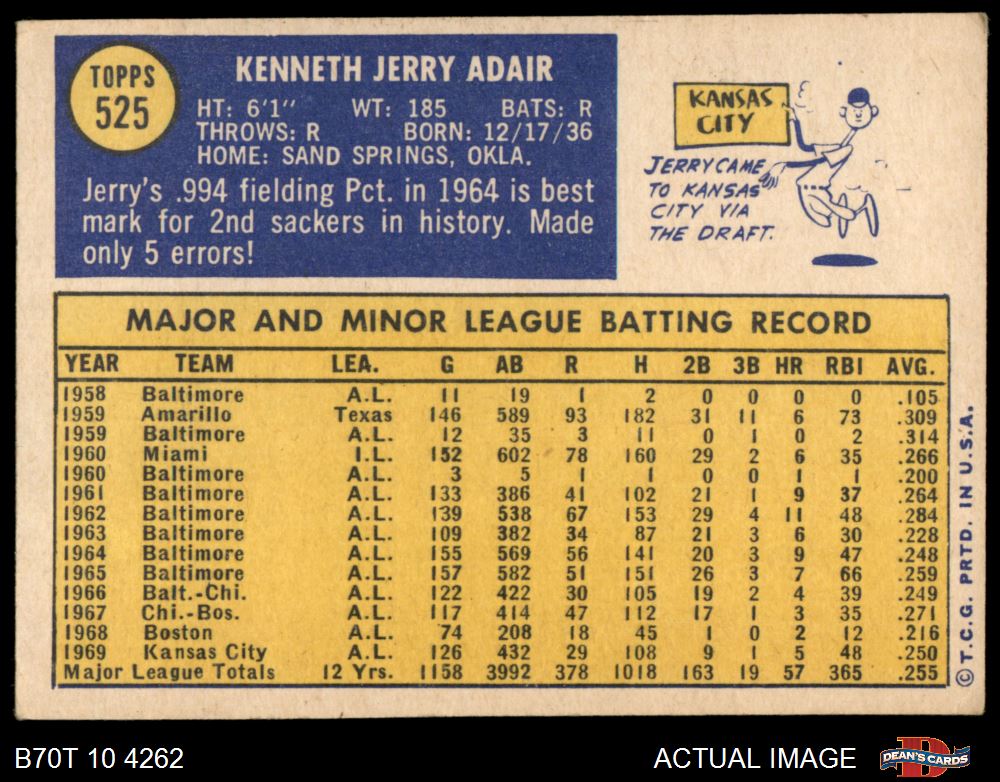 TOPPS
525
KENNETH JERRY ADAIR
HT: 6'1" WT: 185 BATS: R
THROWS: R BORN: 12/17/36
HOME: SAND SPRINGS, OKLA.
Jerry's .994 fielding Pct. in 1964 is best
mark for 2nd sackers in history. Made
only 5 errors!
KANSAS
CITY
JERRY CAME
TO KANSAS
CITY VIA
THE DRAFT.
MAJOR AND MINOR LEAGUE BATTING RECORD
YEAR TEAM LEA. G AB R H 2B 3B HR RBI AVG.
1958 Baltimore A.L. 11 19 1 2 0 0 0 0 .105
1959 Amarillo Texas 146 589 93 182 31 11 6 73 .309
1959 Baltimore A.L. 12 35 3 11 0 1 0 2 .314
1960 Miami I.L. 152 602 78 160 29 2 6 35 .266
1960 Baltimore A.L. 3 5 1 1 0 0 1 1 .200
1961 Baltimore A.L. 133 386 41 102 21 1 9 37 .264
1962 Baltimore A.L. 139 538 67 153 29 4 11 48 .284
1963 Baltimore A.L. 109 382 34 87 21 3 6 30 .228
1964 Baltimore A.L. 155 569 56 141 20 3 9 47 .248
1965 Baltimore A.L. 157 582 51 151 26 3 7 66 .259
1966 Balt.-Chi. A.L. 122 422 30 105 19 2 4 39 .249
1967 Chi.-Bos. A.L. 117 414 47 112 17 1 3 35 .271
1968 Boston A.L. 74 208 18 45 1 0 2 12 .216
1969 Kansas City A.L. 126 432 29 108 9 1 5 48 .250
Major League Totals 12 Yrs. 1158 3992 378 1018 163 19 57 365 .255
© T.C.G. PRTD. IN U.S.A.
B70T 10 4262
ACTUAL IMAGE
DEAN'S CARDS